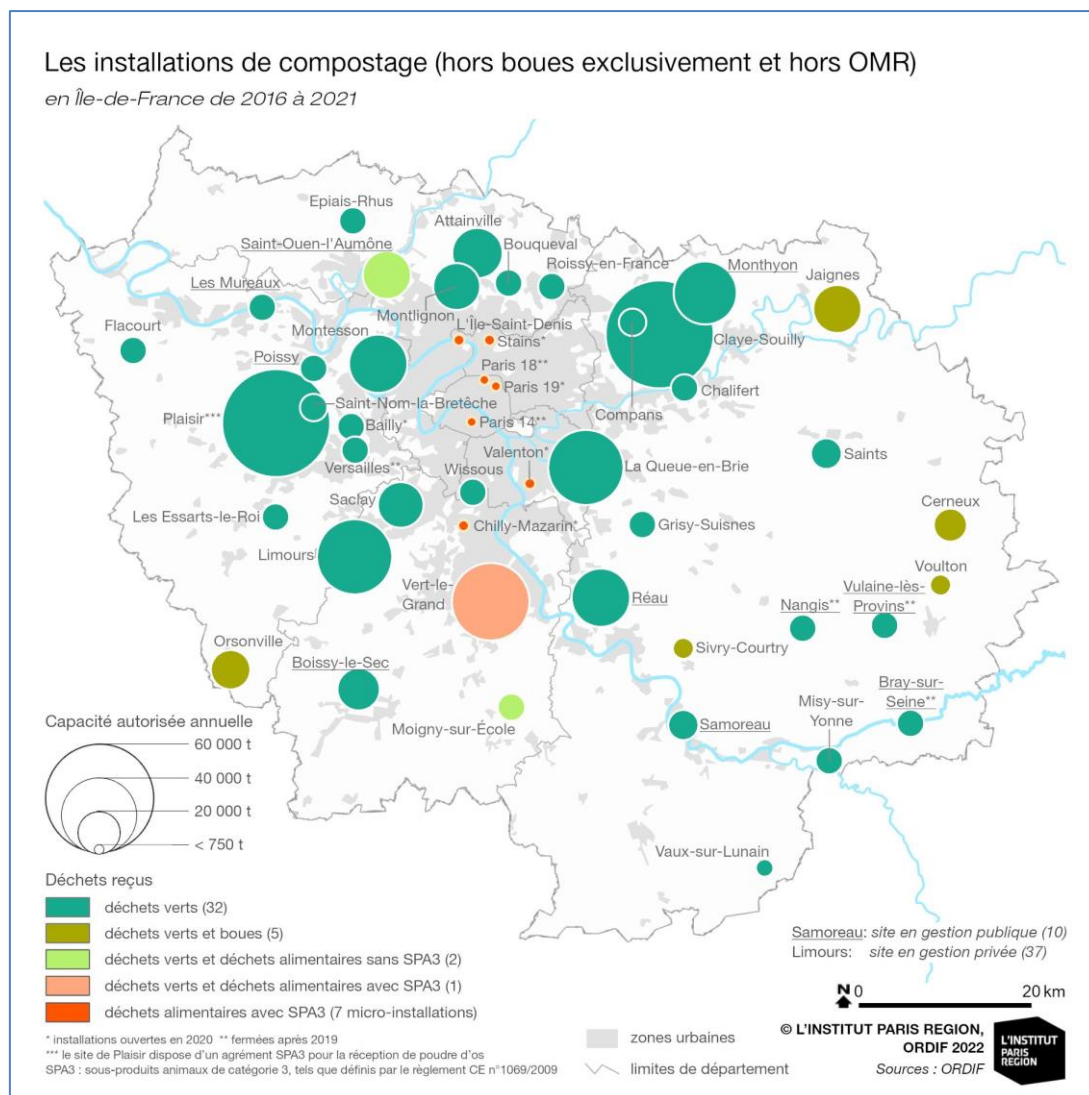 Les installations de compostage (hors boues exclusivement et hors OMR)
en Île-de-France de 2016 à 2021
Epiais-Rhus
Attainville
Saint-Ouen-l'Aumône
Bouqueval
Roissy-en-France
Monthyon
Jaignes
Les Mureaux
Montlignon
L'Île-Saint-Denis
Stains*
Flacourt
Montesson
Claye-Souilly
Poissy
Paris 18**
Paris 19*
Chalifert
Saint-Nom-la-Bretêche
Compans
Plaisir***
Bailly*
Paris 14**
Versailles**
Valenton*
Wissous
La Queue-en-Brie
Saints
Saclay
Cerneux
Les Essarts-le-Roi
Chilly-Mazarin*
Grisy-Suisnes
Limours
Voulton
Vert-le-
Grand
Réau
Vulaine-lès-
Provins**
Nangis**
Orsonville
Sivry-Courtry
Boissy-le-Sec
Bray-sur-
Seine**
Misy-sur-
Yonne
Moigny-sur-École
Samoreau
Vaux-sur-Lunain
Capacité autorisée annuelle
60 000 t
40 000 t
20 000 t
< 750 t
Déchets reçus
déchets verts (32)
déchets verts et boues (5)
déchets verts et déchets alimentaires sans SPA3 (2)
déchets verts et déchets alimentaires avec SPA3 (1)
déchets alimentaires avec SPA3 (7 micro-installations)
* installations ouvertes en 2020 ** fermées après 2019
*** le site de Plaisir dispose d'un agrément SPA3 pour la réception de poudre d'os
SPA3 : sous-produits animaux de catégorie 3, tels que définis par le règlement CE n°1069/2009
zones urbaines
limites de département
Samoreau: site en gestion publique (10)
Limours: site en gestion privée (37)
N 0 20 km
© L'INSTITUT PARIS REGION,
ORDIF 2022
Sources : ORDIF
L'INSTITUT
PARIS
REGION